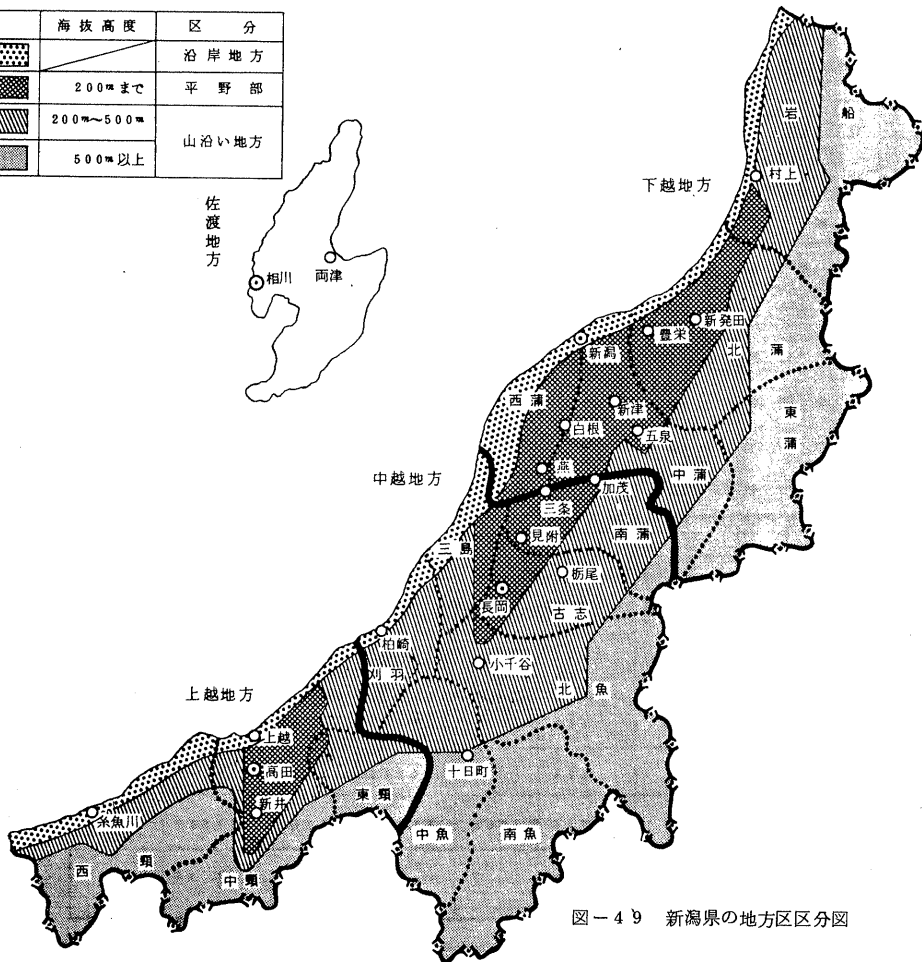 海抜高度 区分
沿岸地方
200mまで 平野部
200m~500m 山沿い地方
500m以上
佐渡地方
相川
両津
下越地方
岩船
村上
新発田
豊栄
新潟
北蒲
西蒲
新津
東蒲
白根
五泉
中越地方
燕
中蒲
加茂
三条
南蒲
見附
三島
栃尾
長岡
古志
柏崎
刈羽
小千谷
北魚
上越地方
上越
高田
十日町
新井
東頸
糸魚川
中魚
南魚
西頸
中頸
図-49 新潟県の地方区区分図